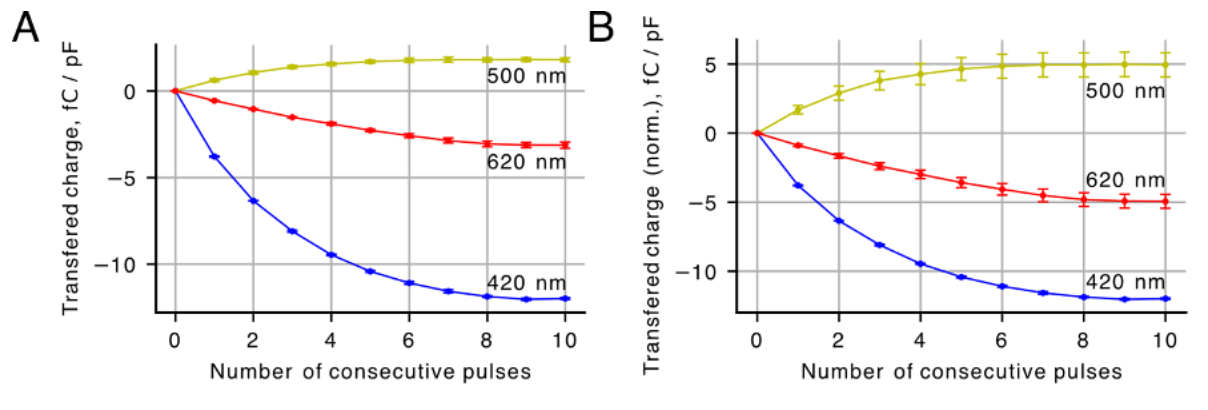 A
Transfered charge, fC / pF
0
−5
−10
500 nm
620 nm
420 nm
0 2 4 6 8 10
Number of consecutive pulses
B
Transfered charge (norm.), fC / pF
5
0
−5
−10
500 nm
620 nm
420 nm
0 2 4 6 8 10
Number of consecutive pulses